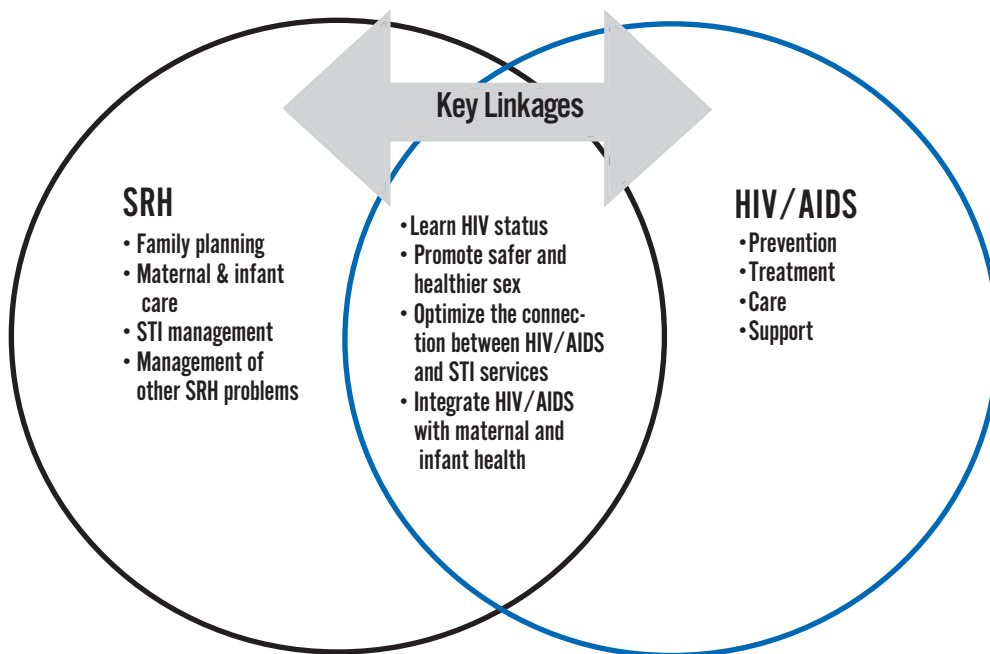 Key Linkages
SRH
• Family planning
• Maternal & infant
care
• STI management
• Management of
other SRH problems
•Learn HIV status
• Promote safer and
healthier sex
• Optimize the connec-
tion between HIV/AIDS
and STI services
• Integrate HIV/AIDS
with maternal and
infant health
HIV/AIDS
•Prevention
•Treatment
•Care
•Support